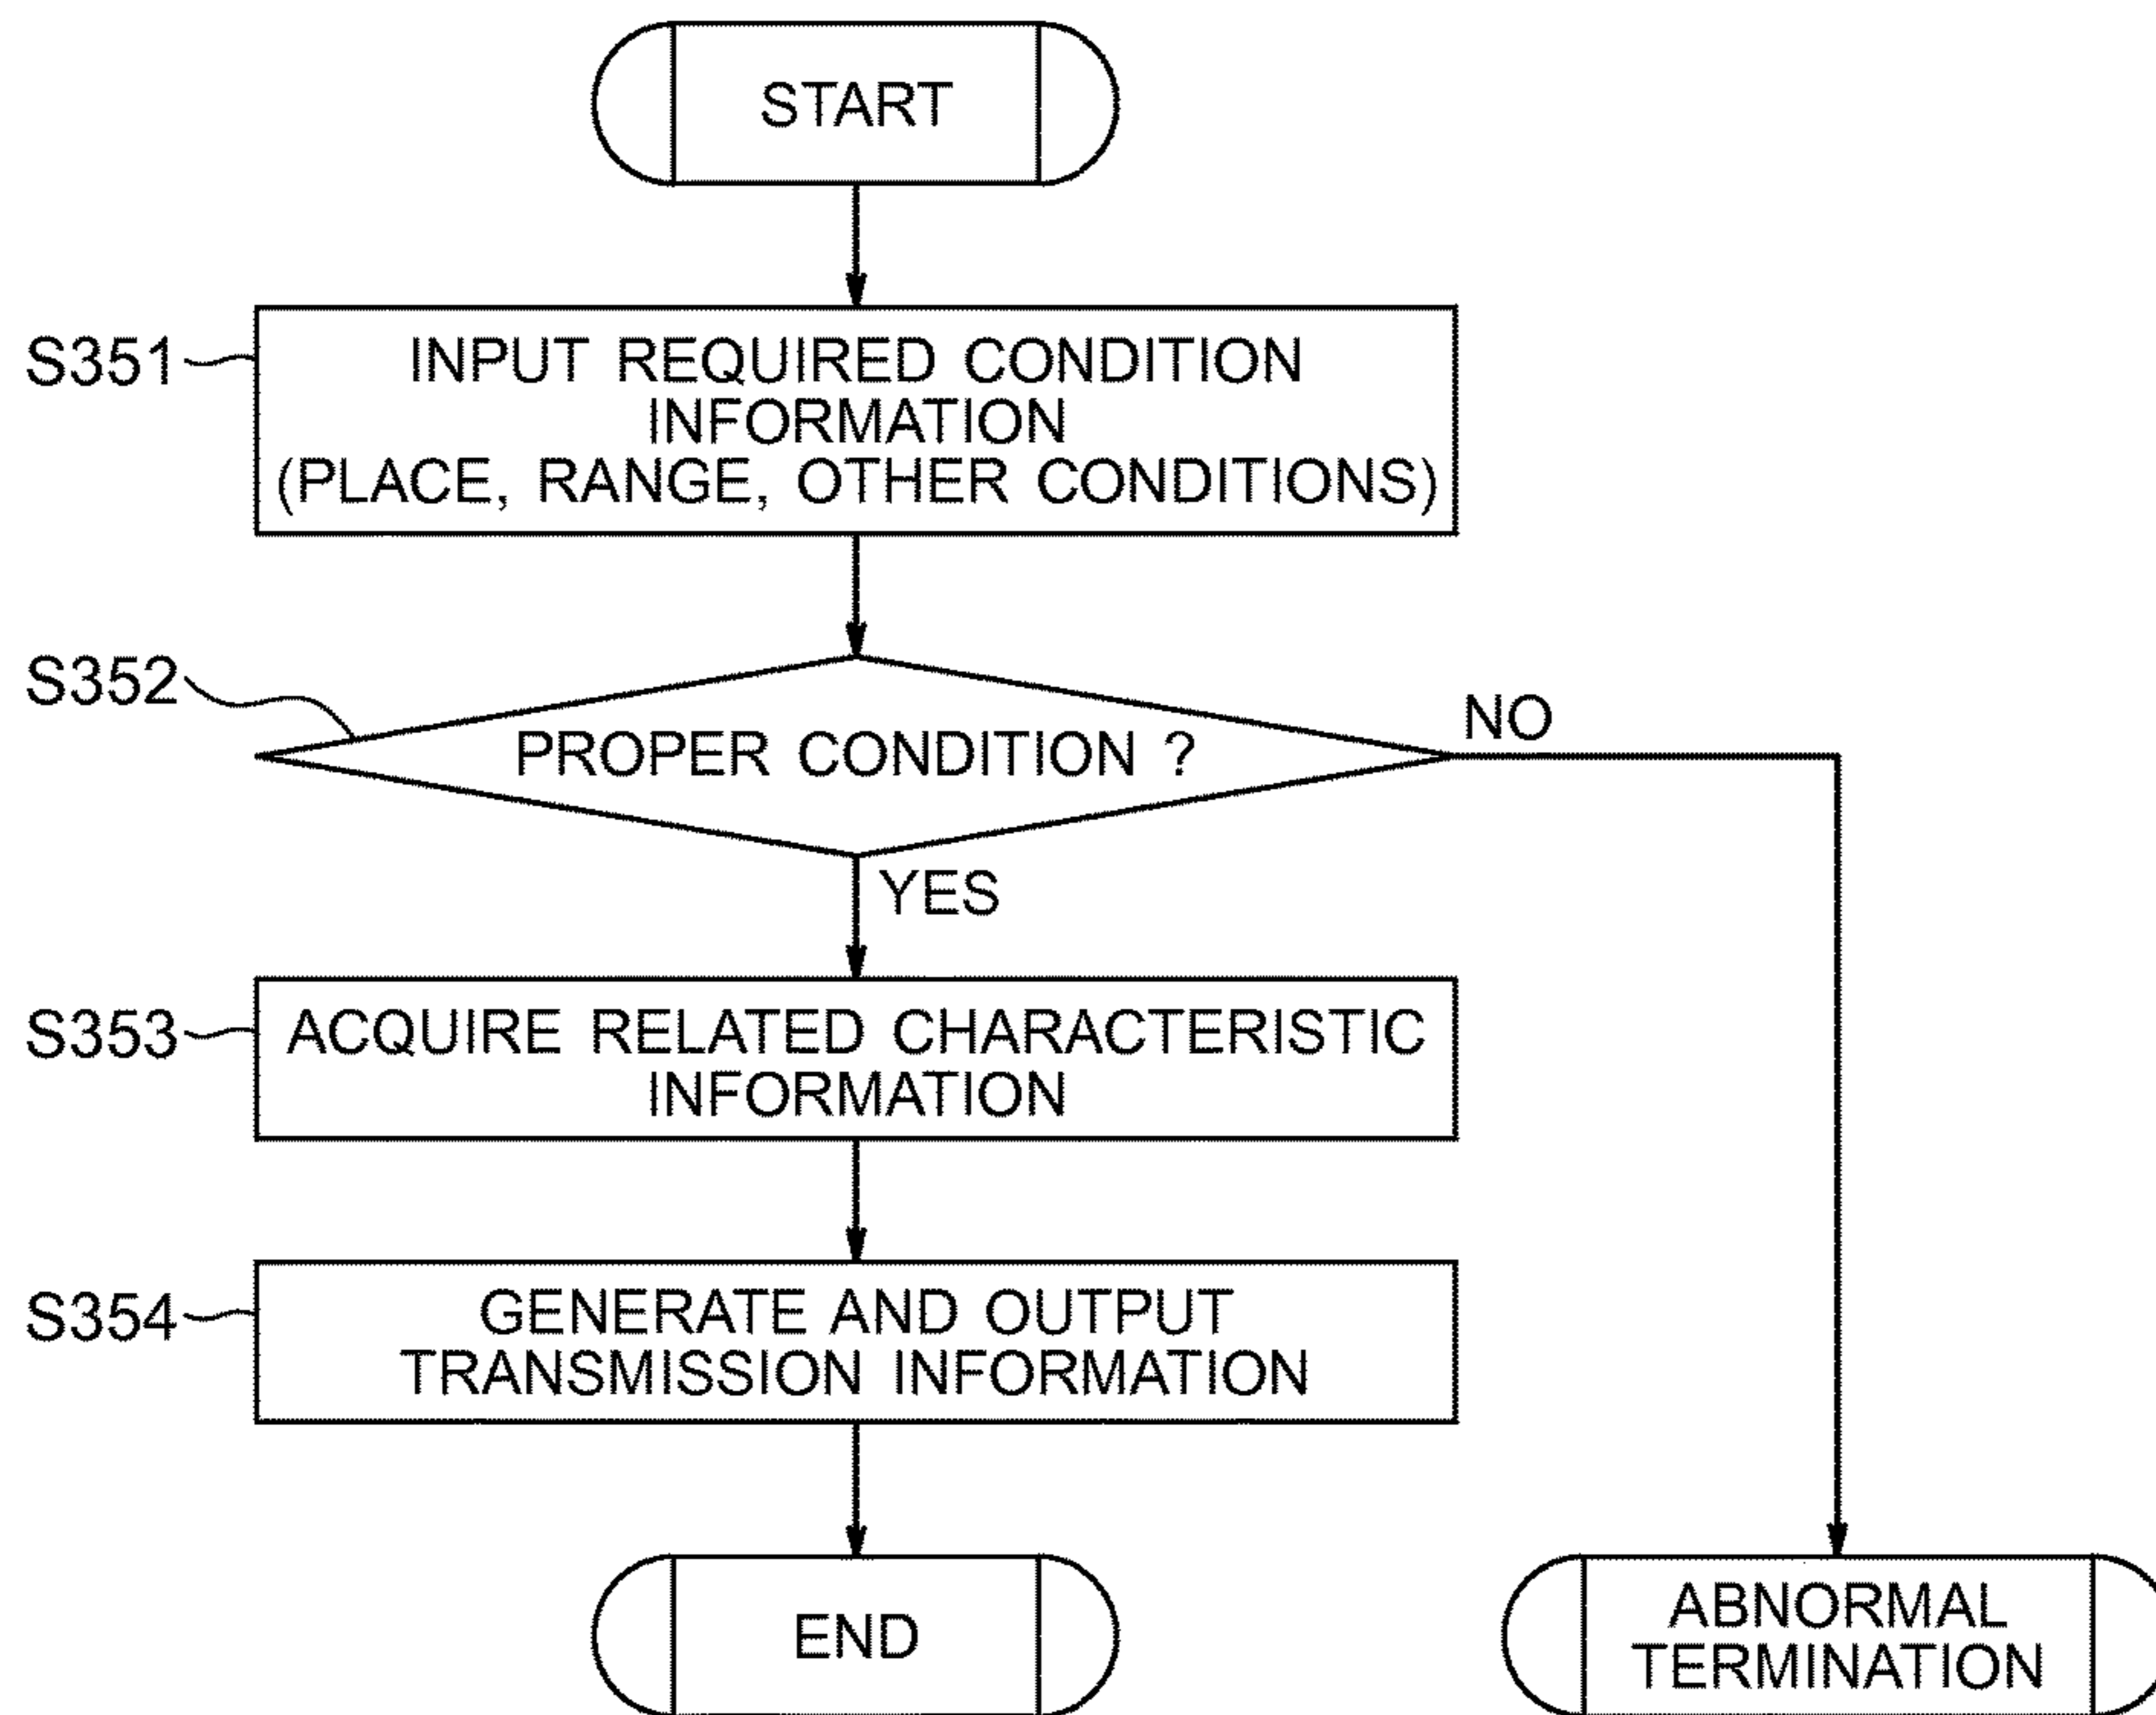 START
S351
INPUT REQUIRED CONDITION
INFORMATION
(PLACE, RANGE, OTHER CONDITIONS)
S352
PROPER CONDITION ?
NO
YES
S353
ACQUIRE RELATED CHARACTERISTIC
INFORMATION
S354
GENERATE AND OUTPUT
TRANSMISSION INFORMATION
END
ABNORMAL
TERMINATION